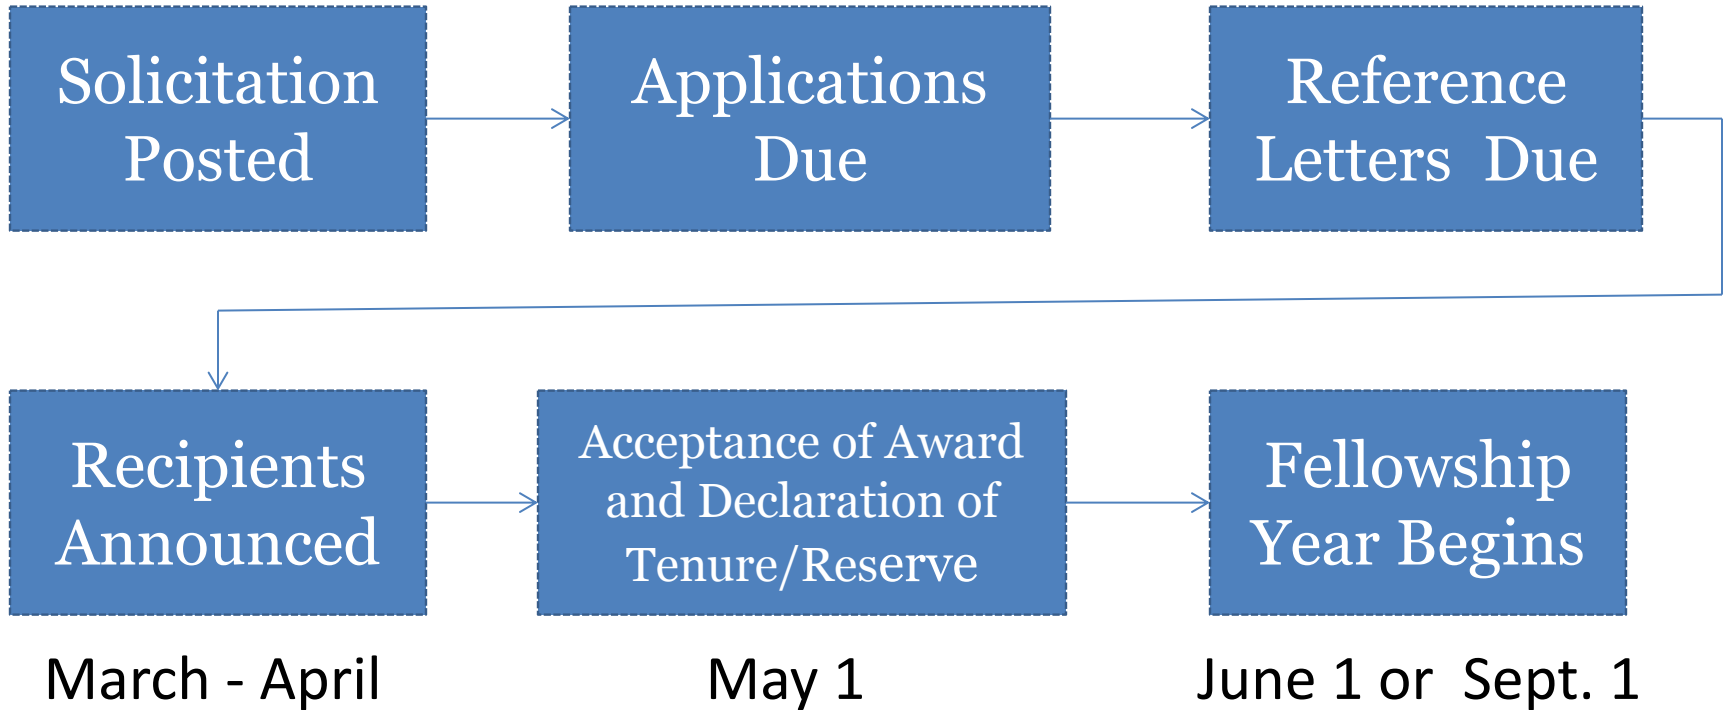 Solicitation
Posted
Applications
Due
Reference
Letters  Due
Recipients
Announced
Acceptance of Award
and Declaration of
Tenure/Reserve
Fellowship
Year Begins
March - April
May 1
June 1 or  Sept. 1